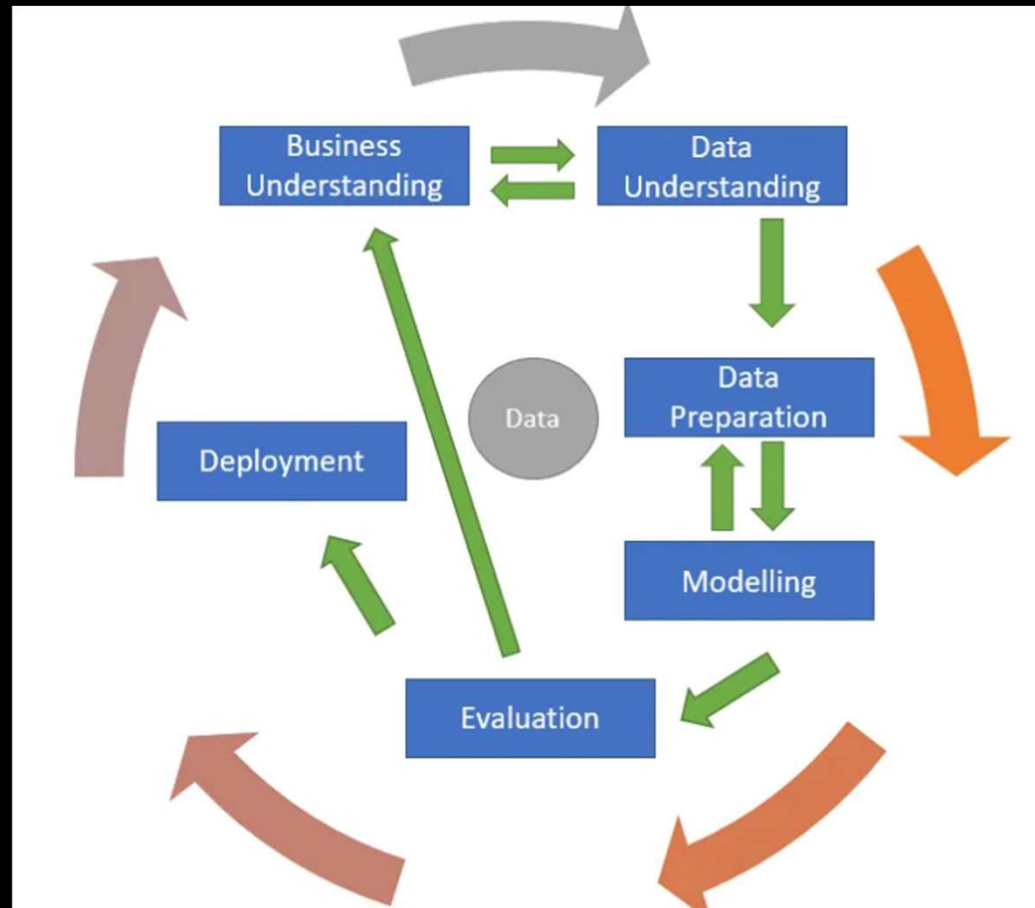 Business
Understanding
Data
Understanding
Data
Data
Preparation
Deployment
Modelling
Evaluation